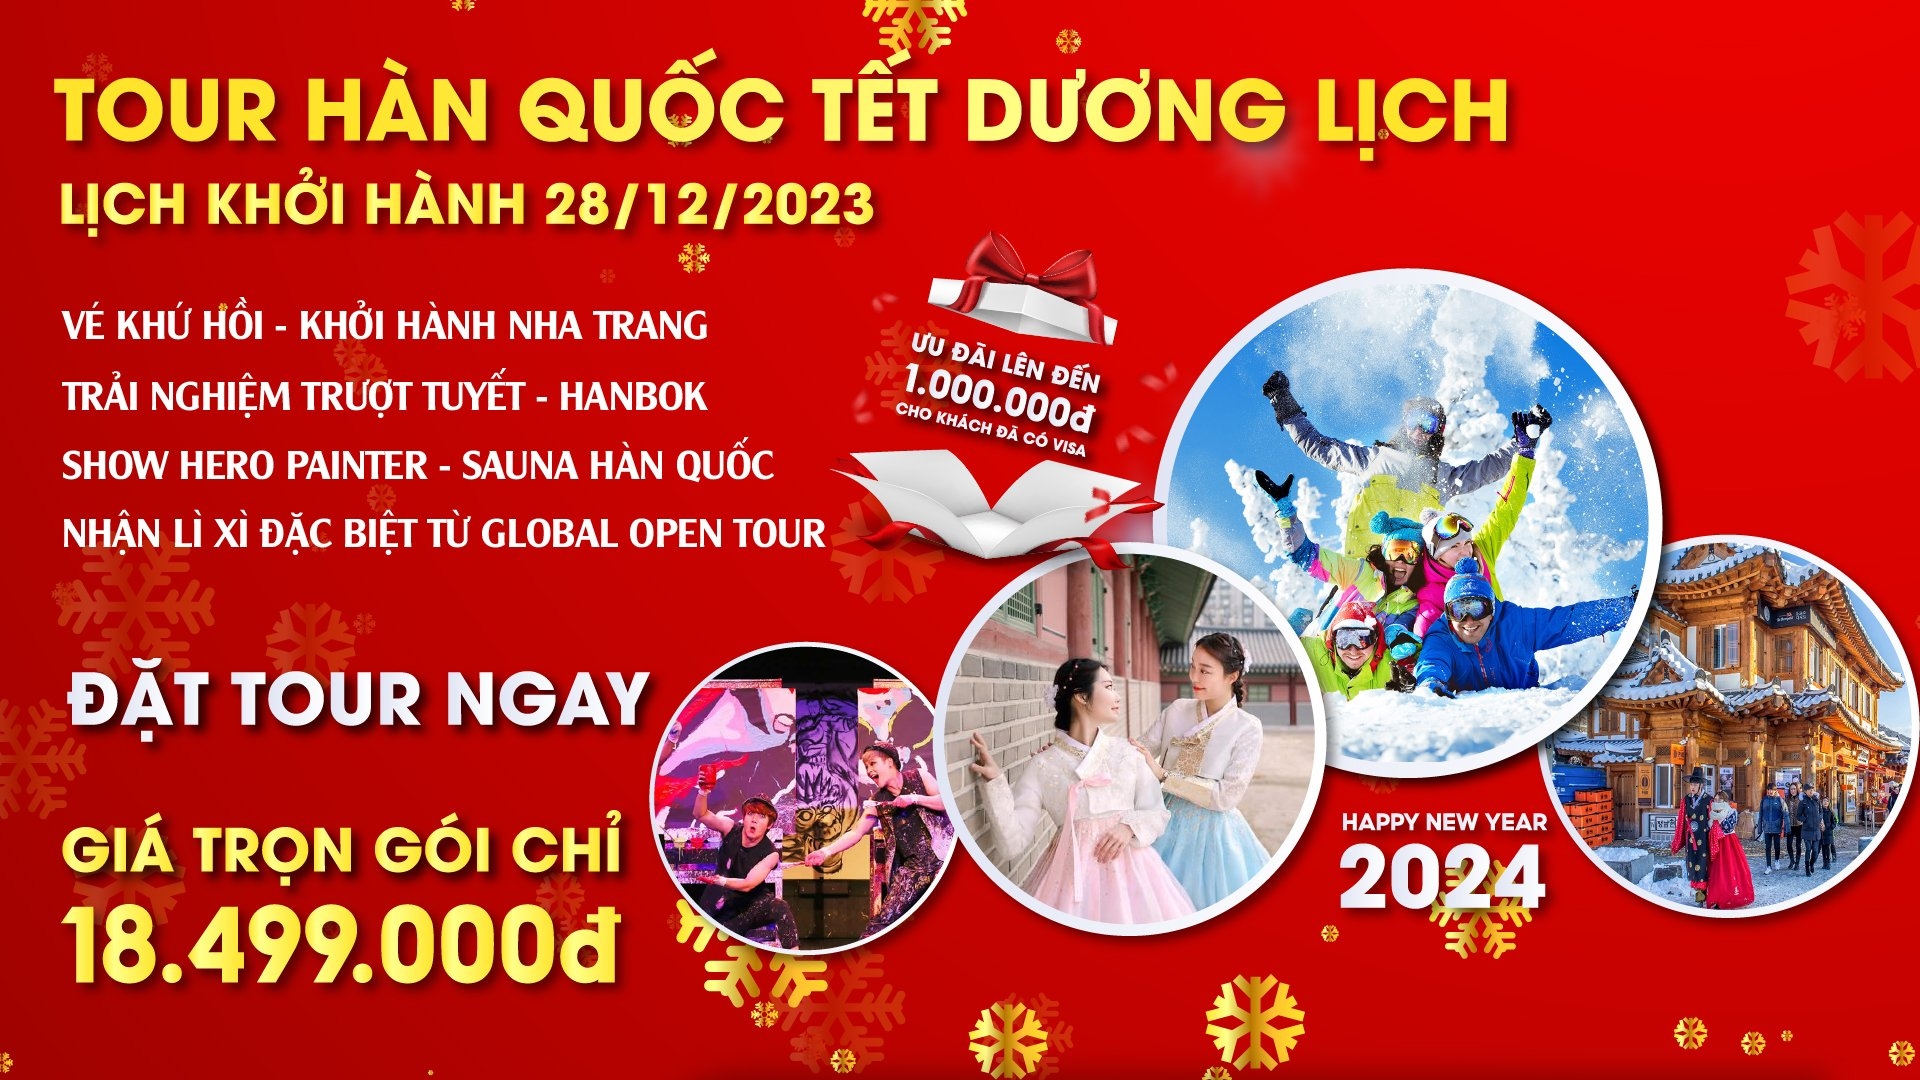 TOUR HÀN QUỐC TẾT DƯƠNG LỊCH
LỊCH KHỞI HÀNH 28/12/2023
VÉ KHỨ HỒI - KHỞI HÀNH NHA TRANG
TRẢI NGHIỆM TRƯỢT TUYẾT - HANBOK
SHOW HERO PAINTER - SAUNA HÀN QUỐC
NHẬN LÌ XÌ ĐẶC BIỆT TỪ GLOBAL OPEN TOUR
ƯU ĐÃI LÊN ĐẾN
1.000.000đ
CHO KHÁCH ĐÃ CÓ VISA
ĐẶT TOUR NGAY
GIÁ TRỌN GÓI CHỈ
18.499.000đ
HAPPY NEW YEAR
2024